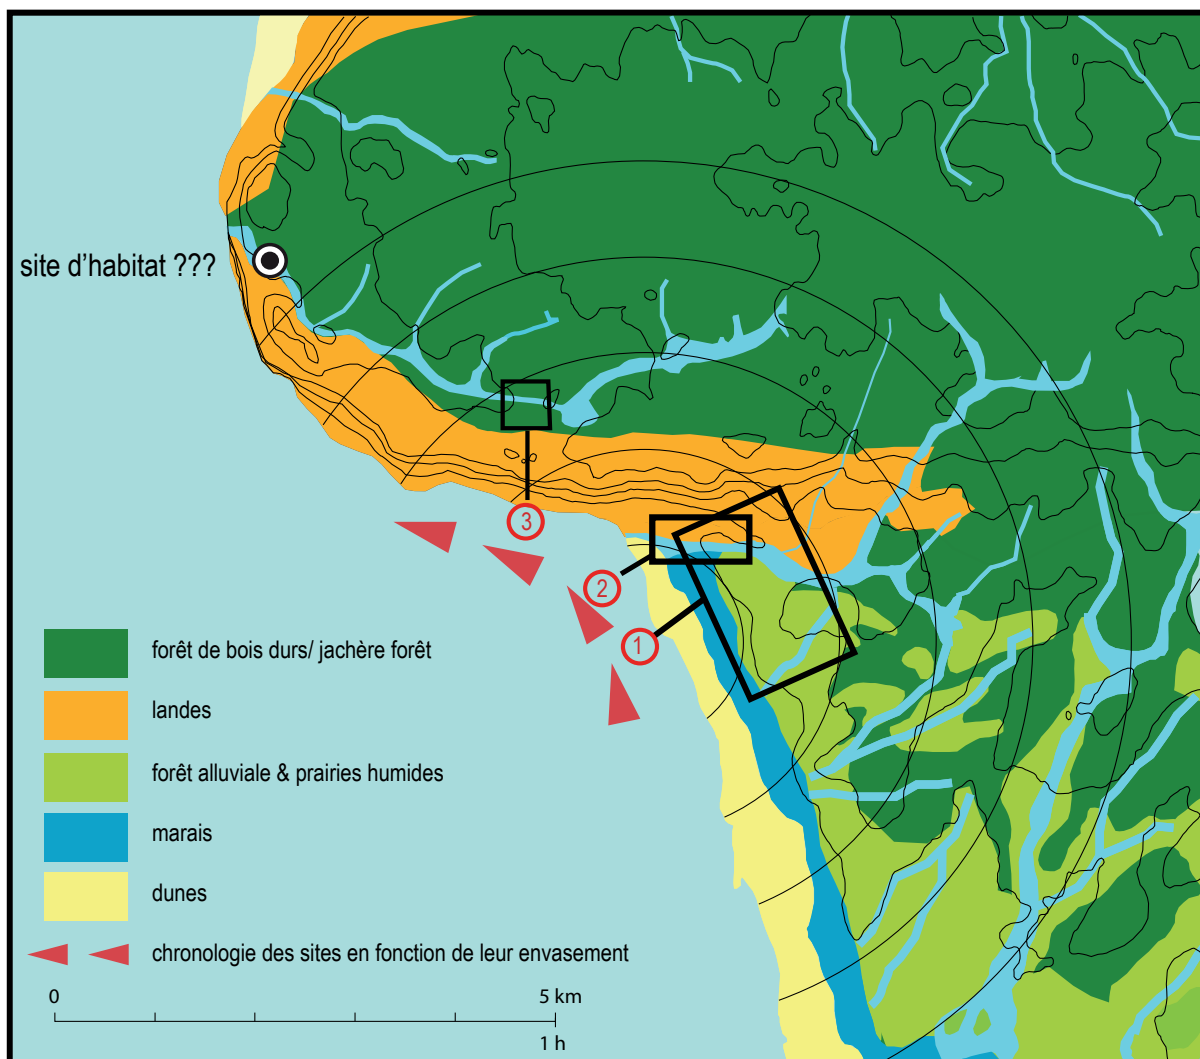 site d'habitat ???
3
2
1
forêt de bois durs/ jachère forêt
landes
forêt alluviale & prairies humides
marais
dunes
chronologie des sites en fonction de leur envasement
0 5 km
1 h